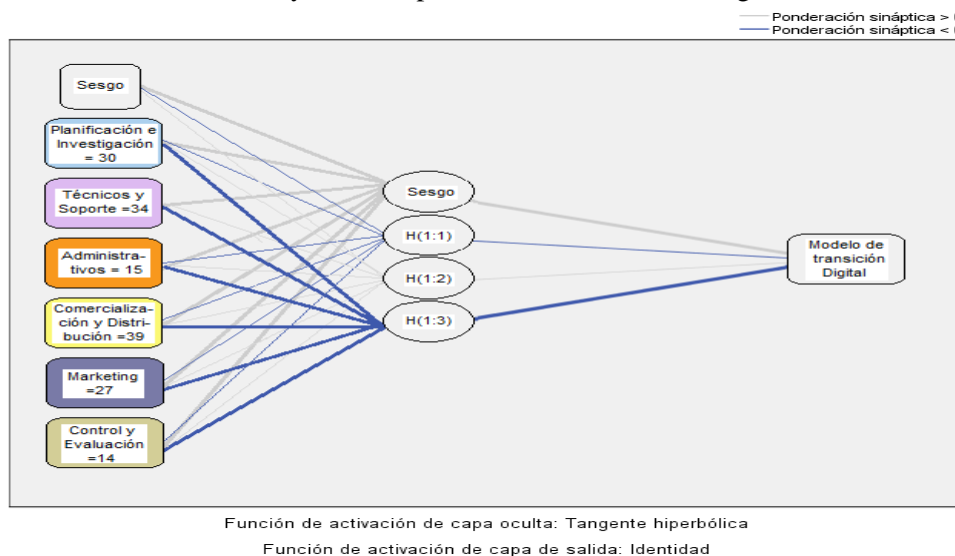 Ponderación sináptica >
Ponderación sináptica <
Sesgo
Planificación e
Investigación
= 30
Técnicos y
Soporte =34
Administra-
tivos = 15
Comercializa-
ción y Distri-
bución =39
Marketing
=27
Control y
Evaluación
=14
Sesgo
H(1:1)
H(1:2)
H(1:3)
Modelo de
transición
Digital
Función de activación de capa oculta: Tangente hiperbólica
Función de activación de capa de salida: Identidad